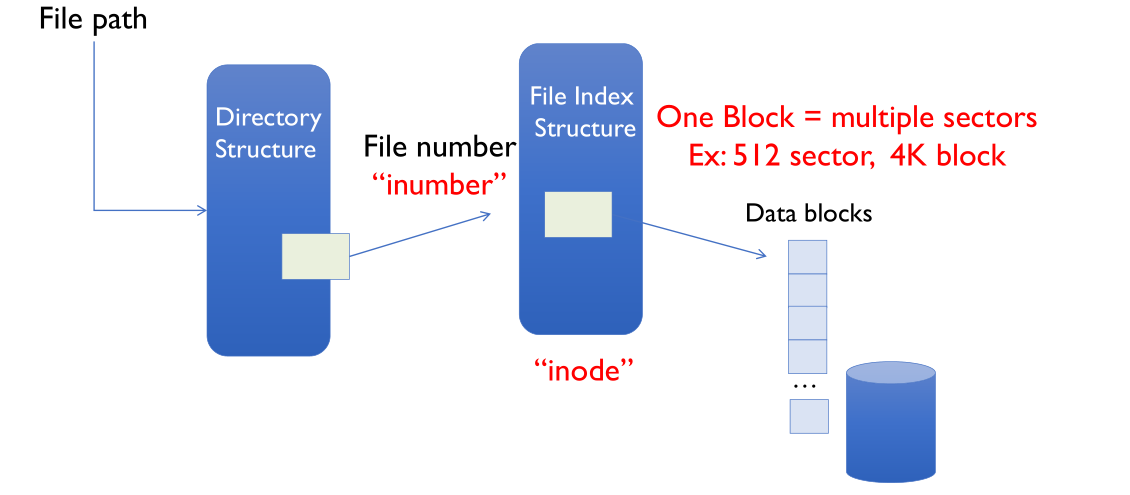 File path
Directory
Structure
File number
“inumber”
File Index
Structure
“inode”
One Block = multiple sectors
Ex: 512 sector, 4K block
Data blocks
...